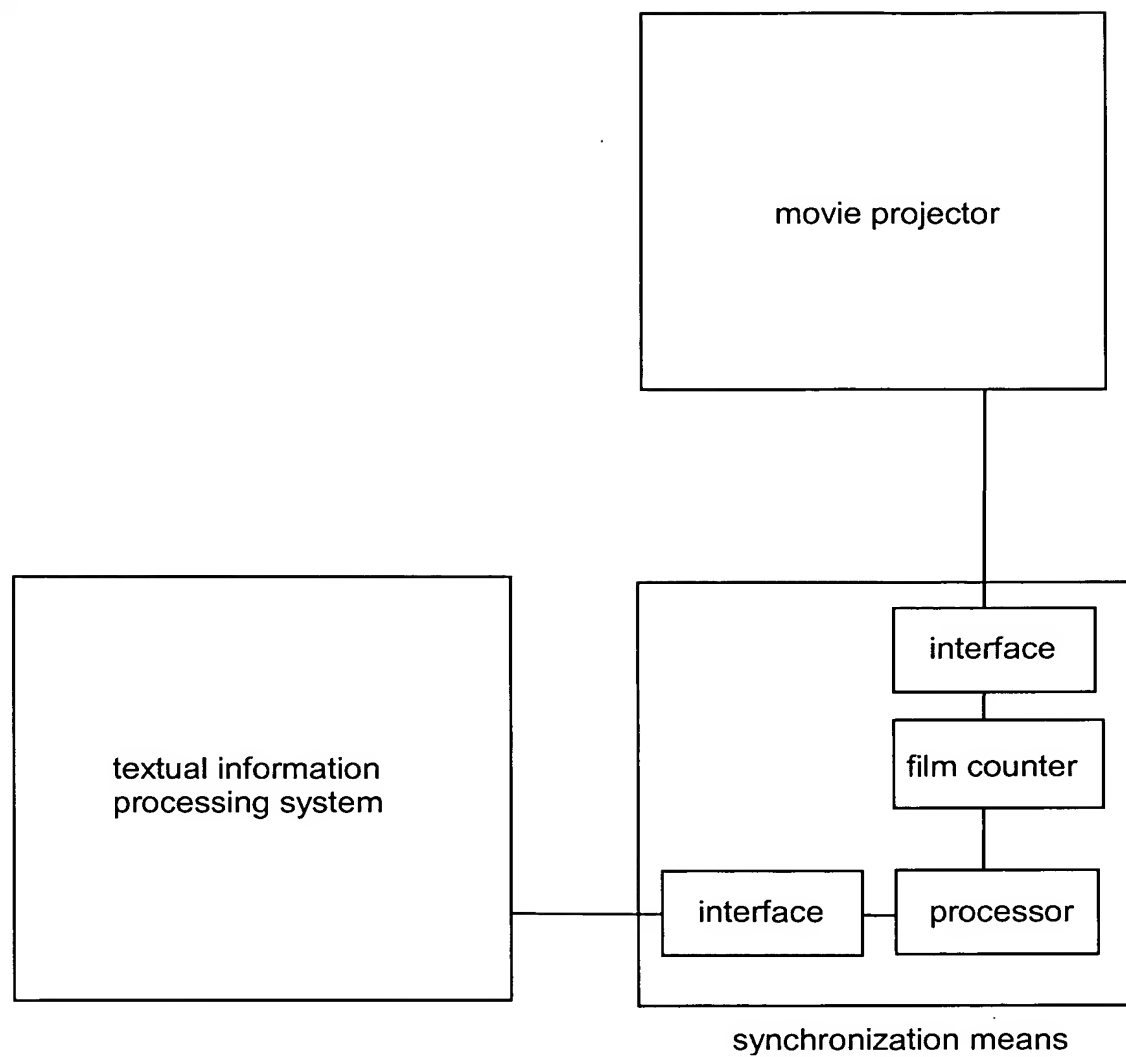 movie projector
interface
film counter
textual information
processing system
interface
processor
synchronization means